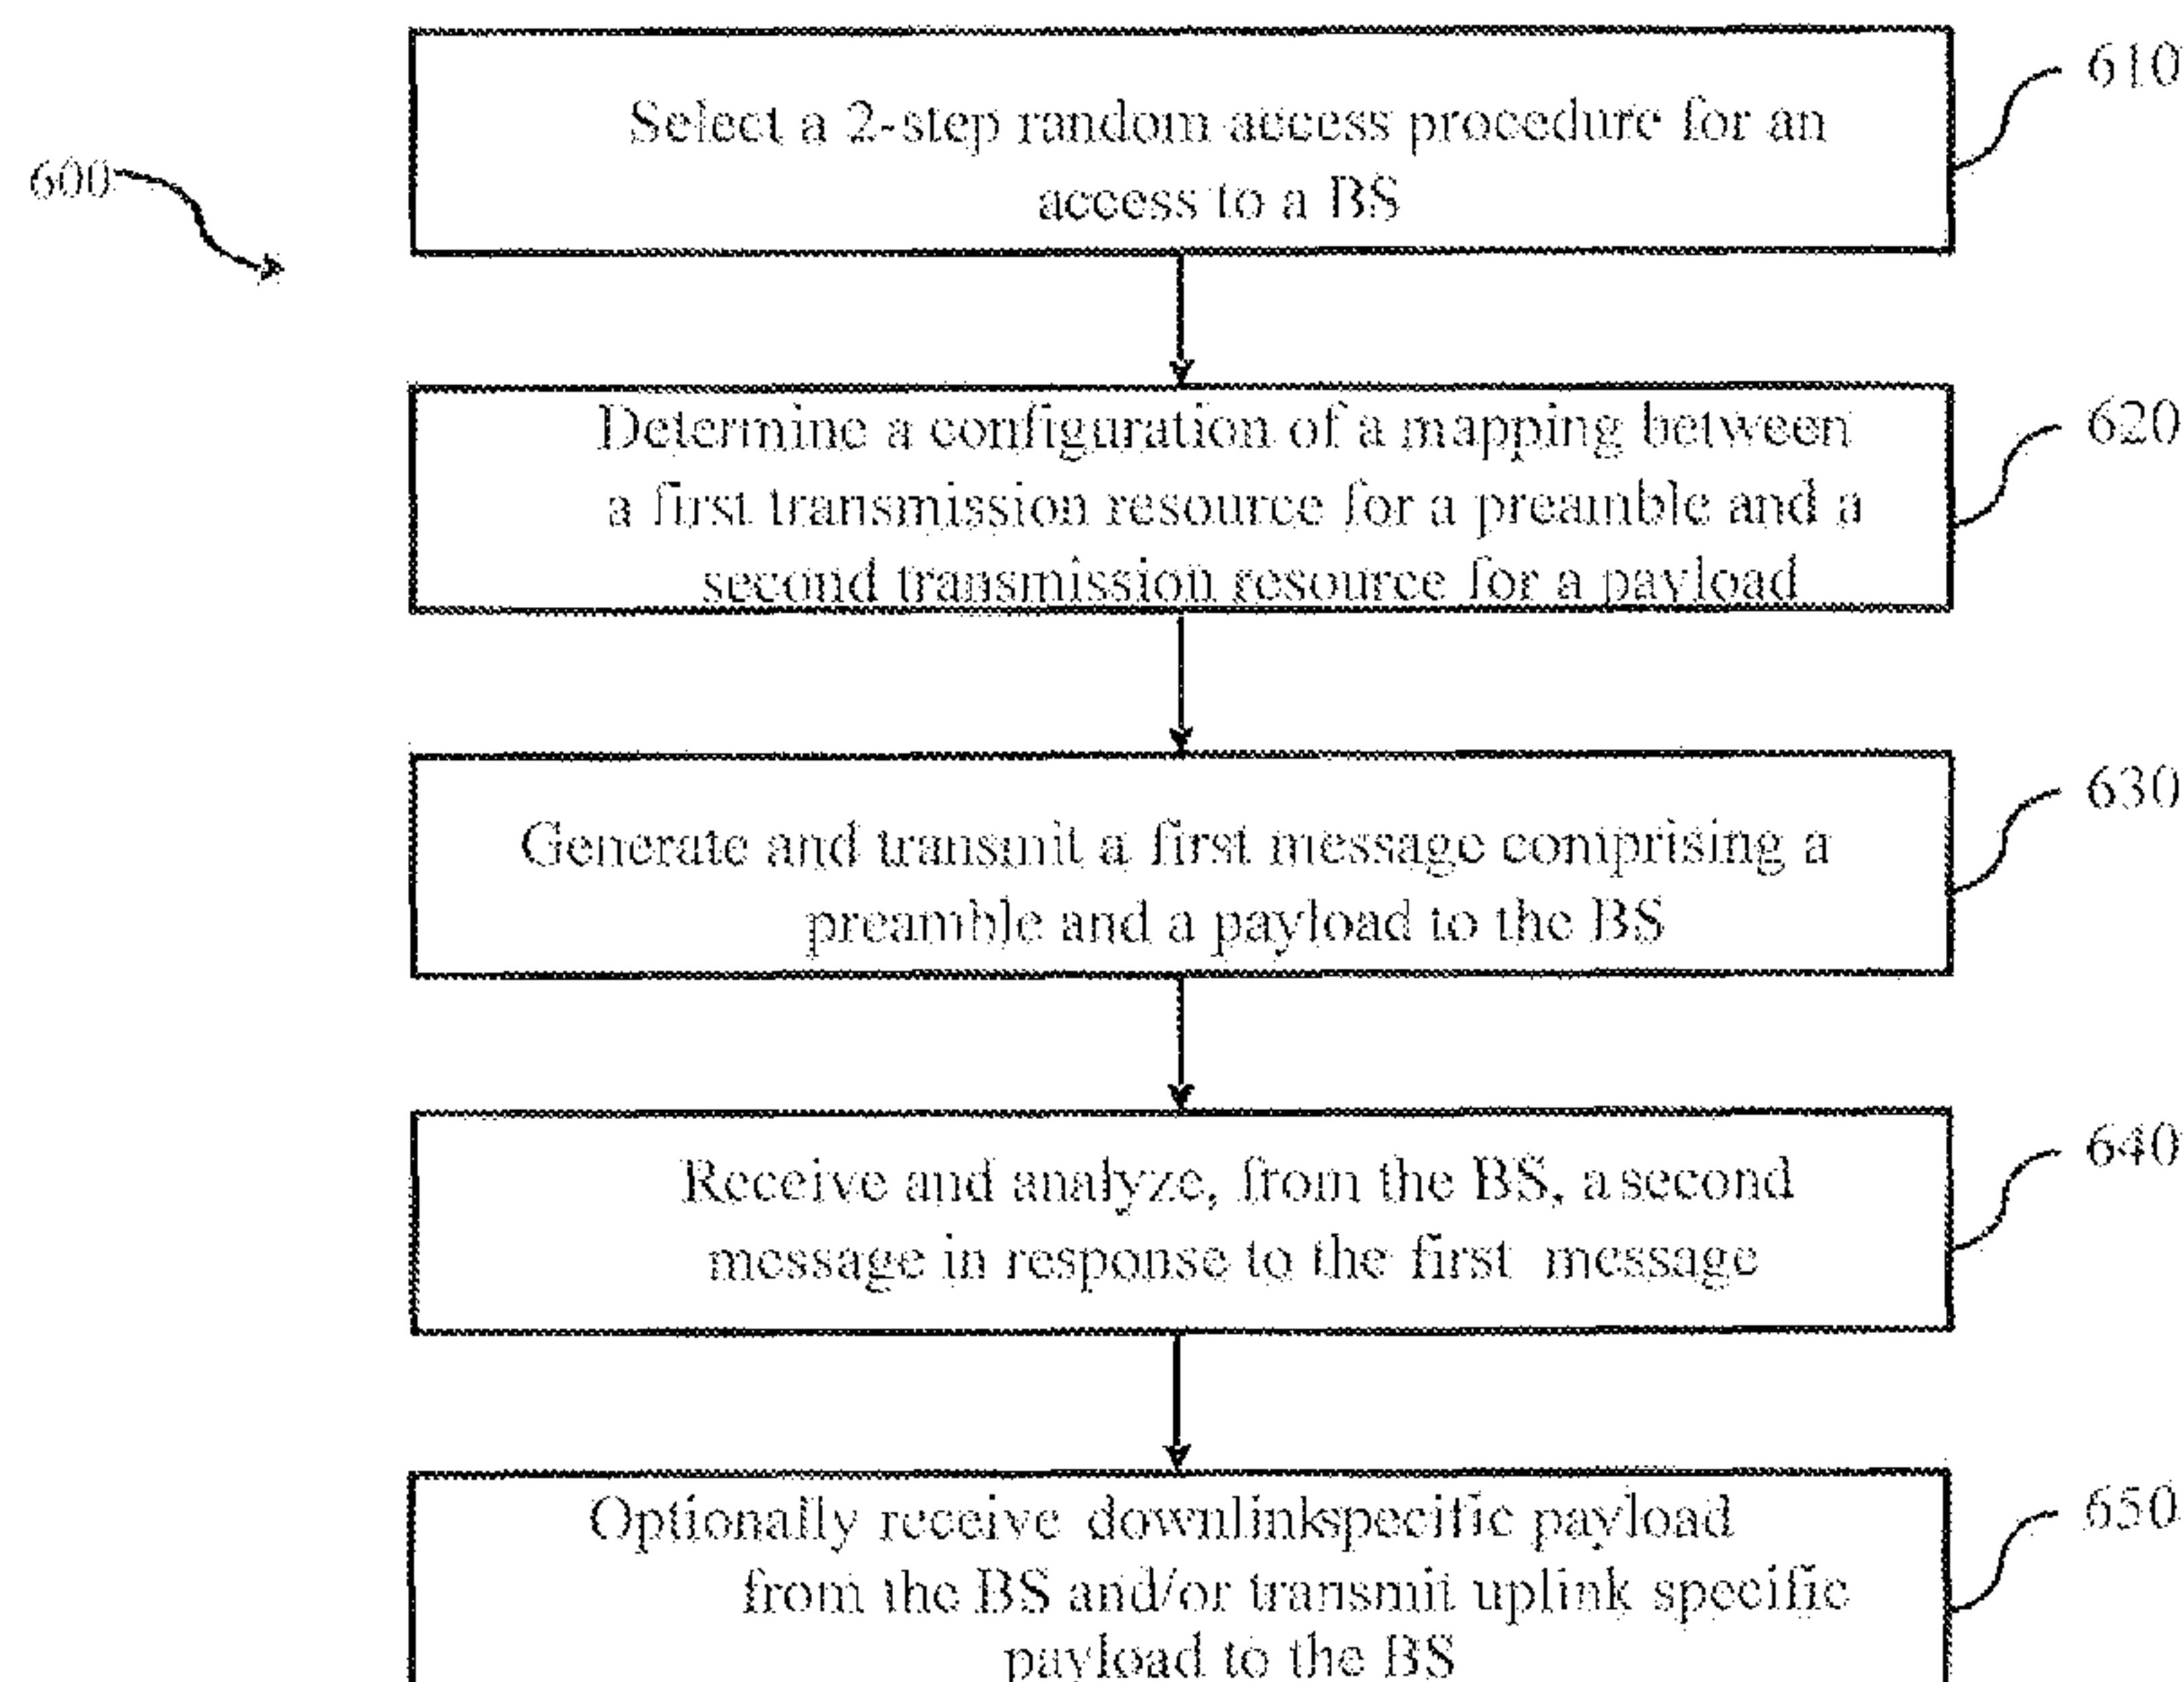 610
Select a 2-step random access procedure for an
access to a BS
600
620
Determine a configuration of a mapping between
a first transmission resource for a preamble and a
second transmission resource for a payload
630
Generate and transmit a first message comprising a
preamble and a payload to the BS
640
Receive and analyze, from the BS, a second
message in response to the first message
650
Optionally receive downlinkspecific payload
from the BS and/or transmit uplink specific
payload to the BS